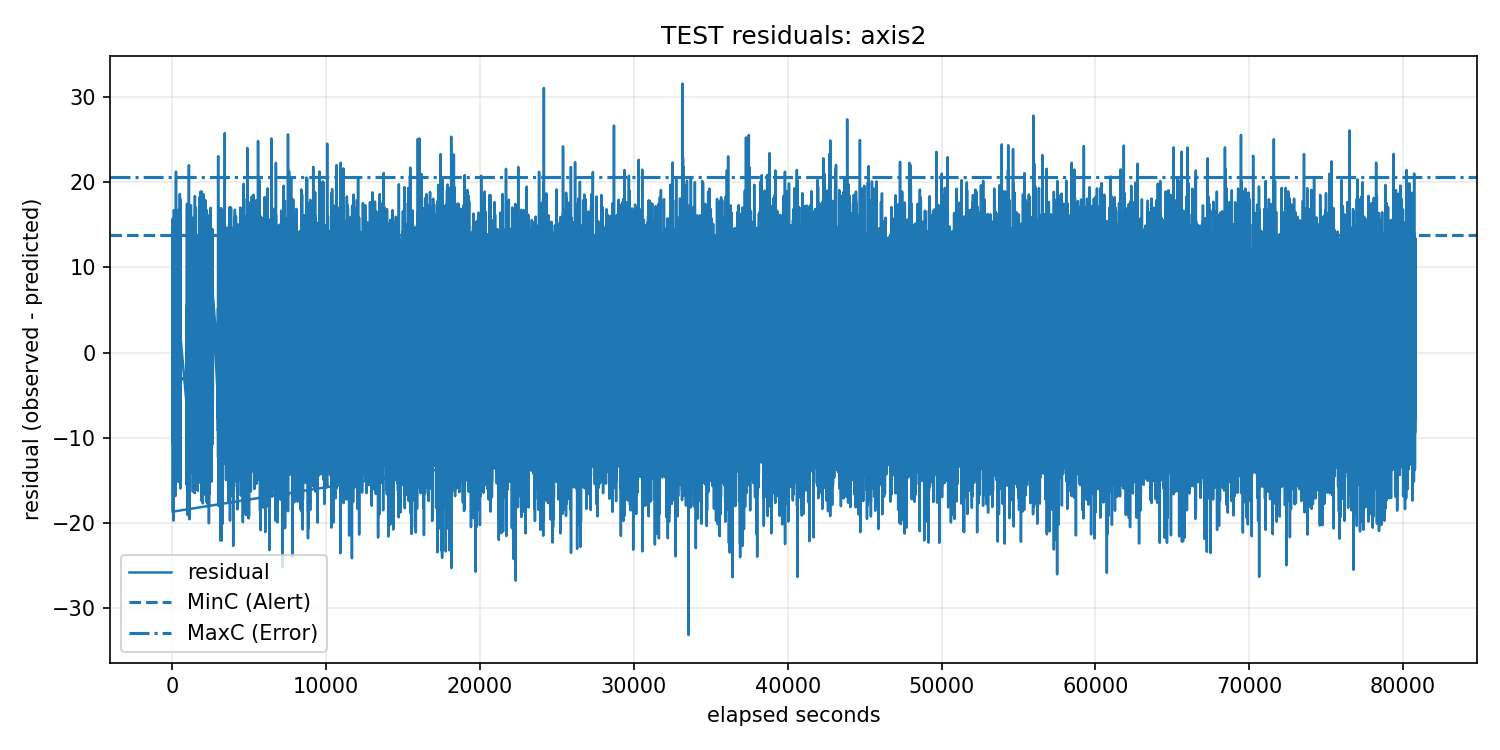 TEST residuals: axis2
residual (observed - predicted)
30
20
10
0
−10
−20
−30
residual
MinC (Alert)
MaxC (Error)
0
10000
20000
30000
40000
50000
60000
70000
80000
elapsed seconds